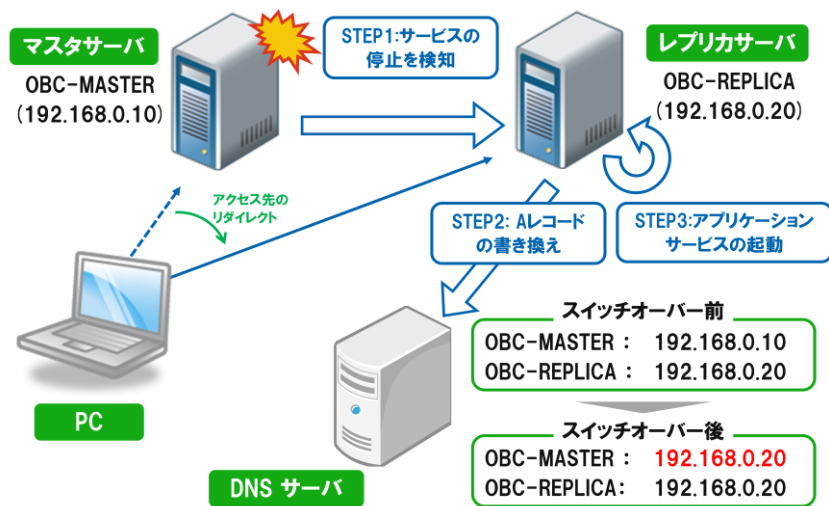 マスタサーバ
OBC-MASTER
(192.168.0.10)
STEP1:サービスの
停止を検知
レプリカサーバ
OBC-REPLICA
(192.168.0.20)
アクセス先の
リダイレクト
STEP2: Aレコード
の書き換え
STEP3:アプリケーション
サービスの起動
PC
DNS サーバ
スイッチオーバー前
OBC-MASTER : 192.168.0.10
OBC-REPLICA : 192.168.0.20
スイッチオーバー後
OBC-MASTER : 192.168.0.20
OBC-REPLICA: 192.168.0.20